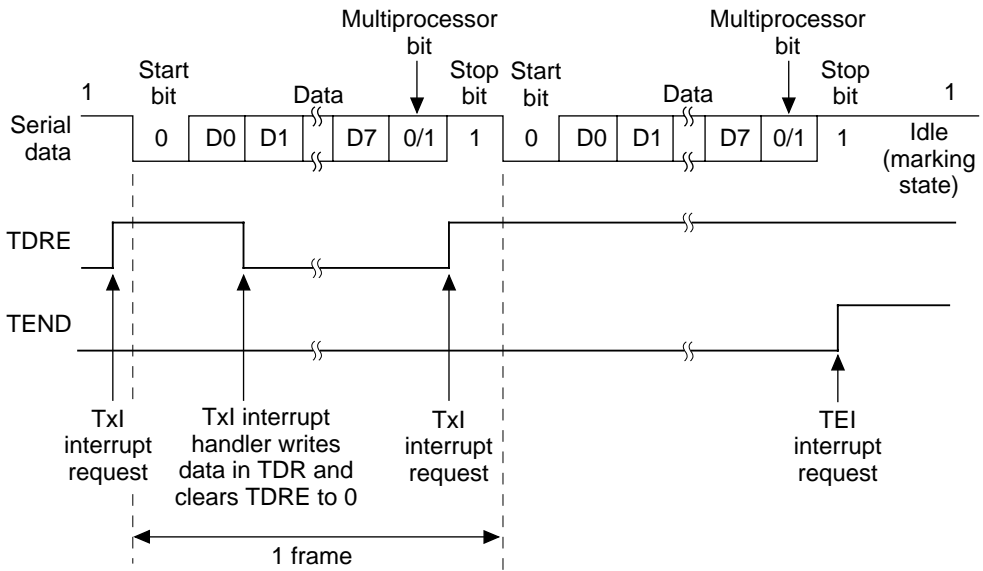 Multiprocessor bit
Multiprocessor bit
Start bit
Stop bit
Start bit
Stop bit
1
Data
Data
1
Serial data
0
D0
D1
D7
0/1
1
0
D0
D1
D7
0/1
1
Idle (marking state)
TDRE
TEND
TxI interrupt request
TxI interrupt handler writes data in TDR and clears TDRE to 0
TxI interrupt request
TEI interrupt request
1 frame